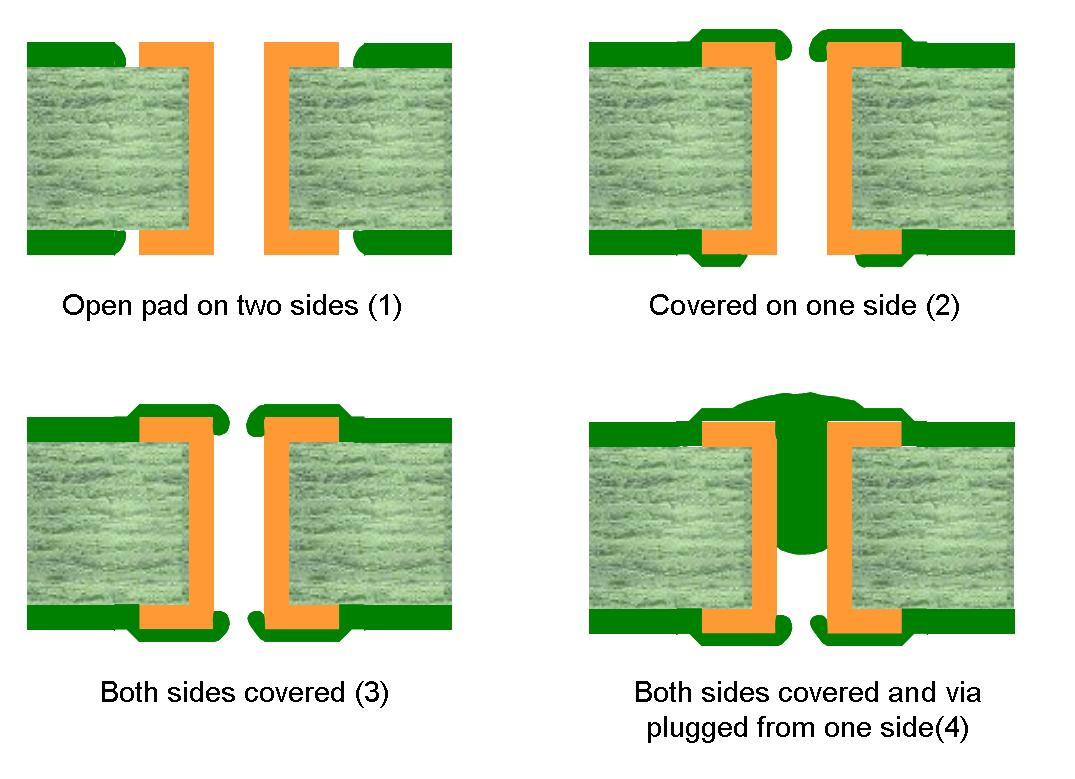 Open pad on two sides (1)
Covered on one side (2)
Both sides covered (3)
Both sides covered and via
plugged from one side(4)